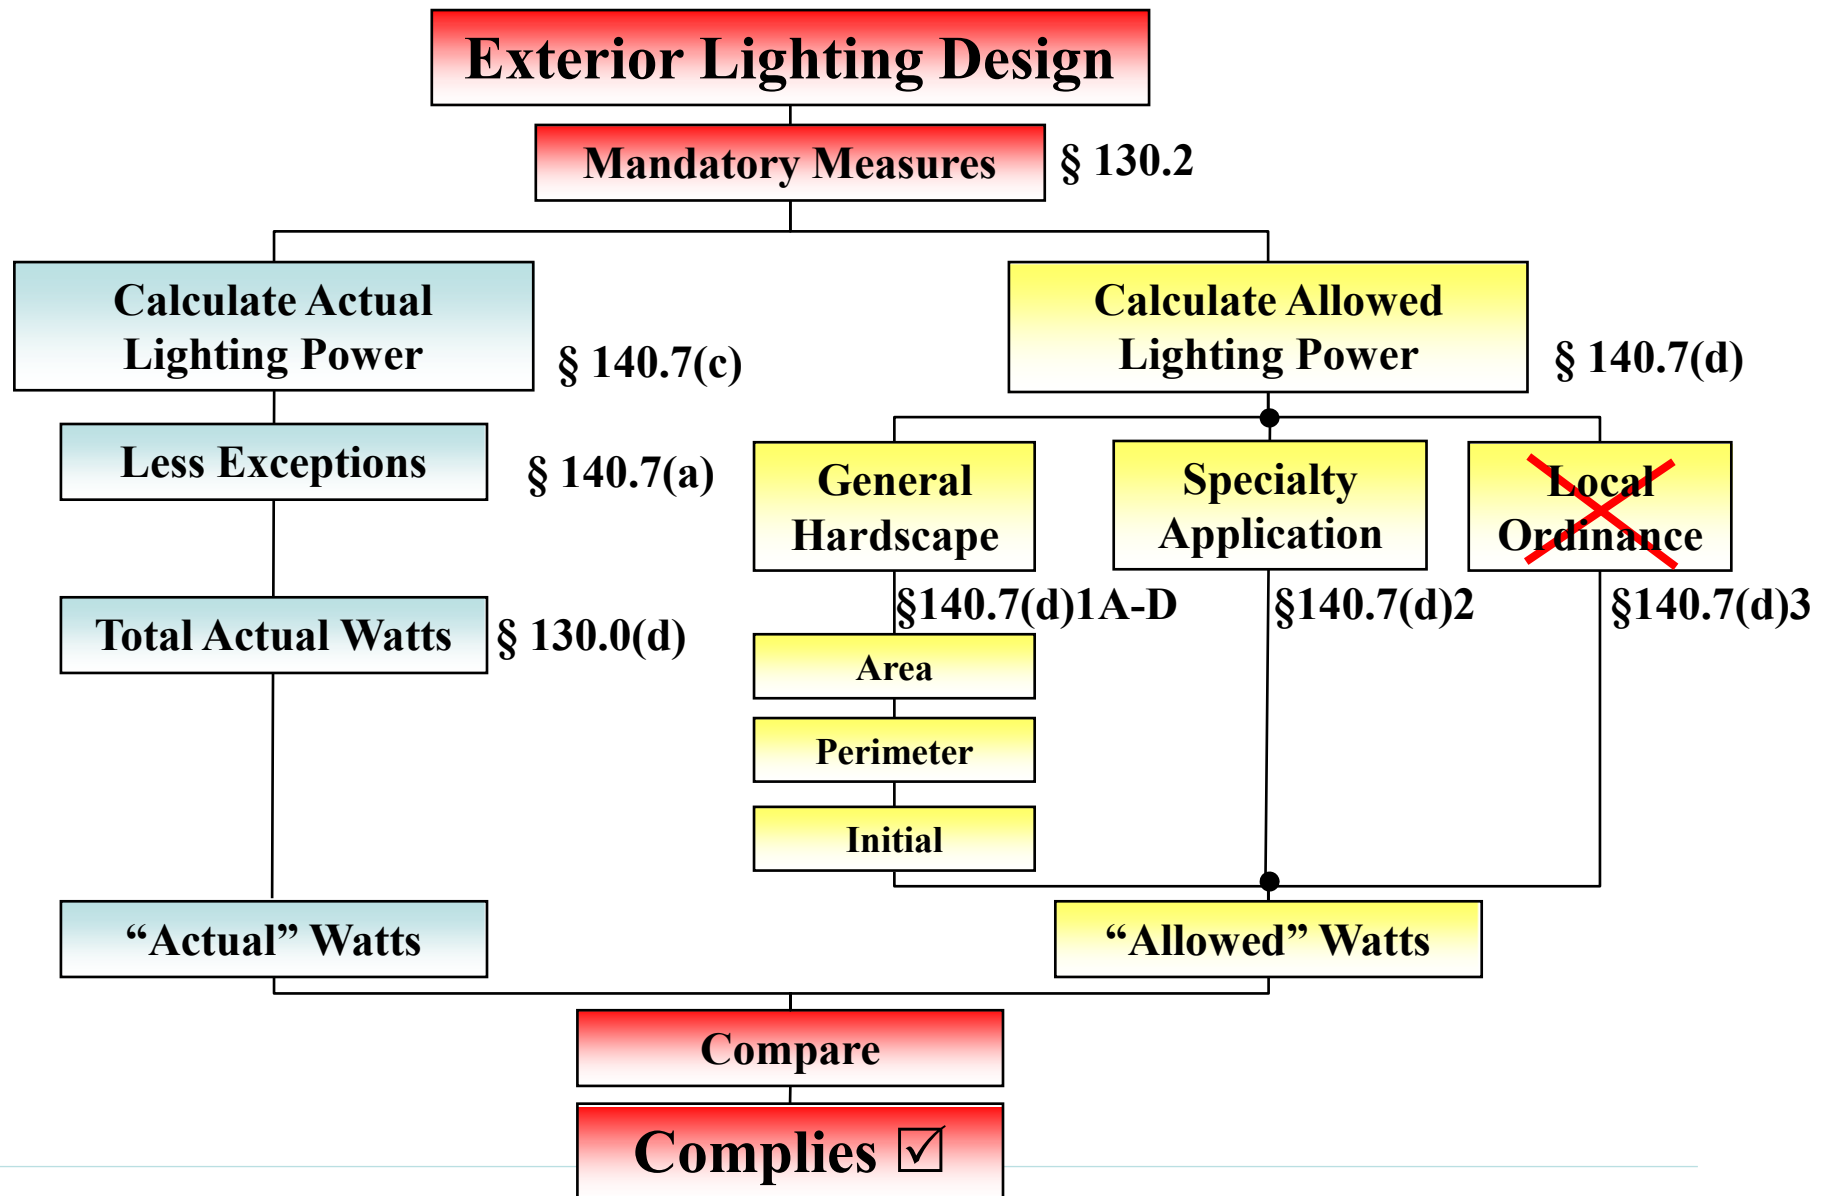 Exterior Lighting Design
Mandatory Measures
§ 130.2
Calculate Actual
Lighting Power
§ 140.7(c)
Calculate Allowed
Lighting Power
§ 140.7(d)
Less Exceptions
§ 140.7(a)
General
Hardscape
Specialty
Application
Local
Ordinance
§140.7(d)1A-D
§140.7(d)2
§140.7(d)3
Total Actual Watts
§ 130.0(d)
Area
Perimeter
Initial
“Actual” Watts
“Allowed” Watts
Compare
Complies ☑